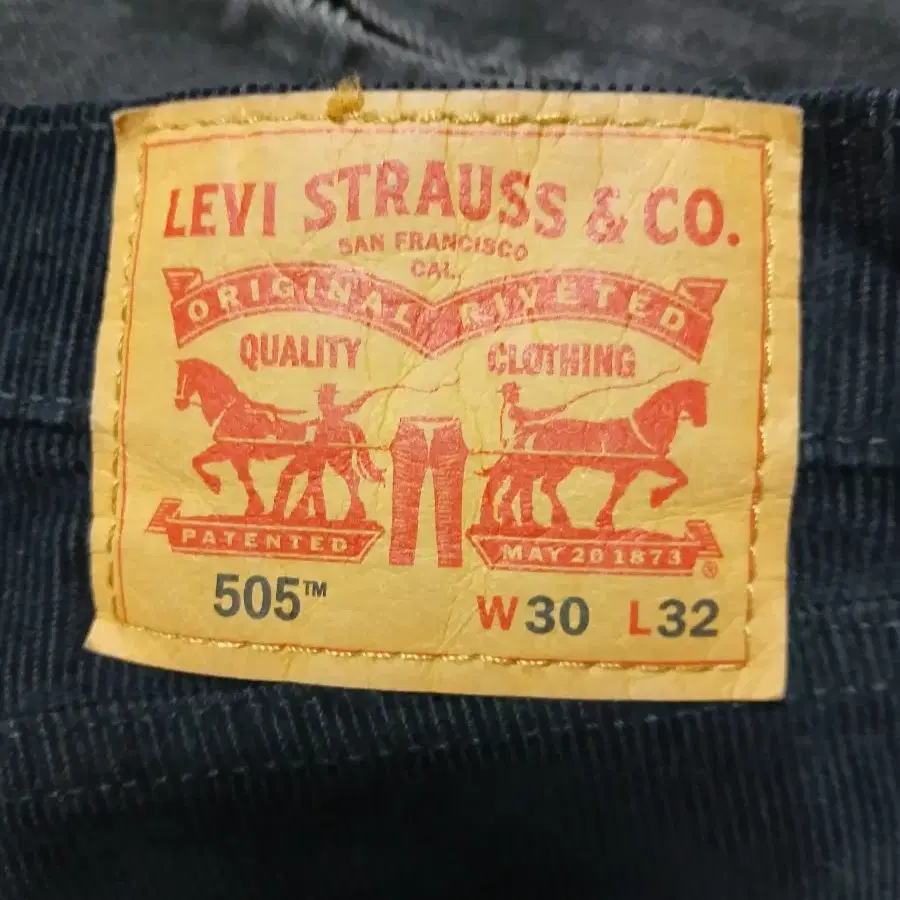 LEVI STRAUSS & CO.
SAN FRANCISCO
CAL.
ORIGINAL RIVETED
QUALITY CLOTHING
PATENTED MAY 20 1873 ®
505™ W30 L32